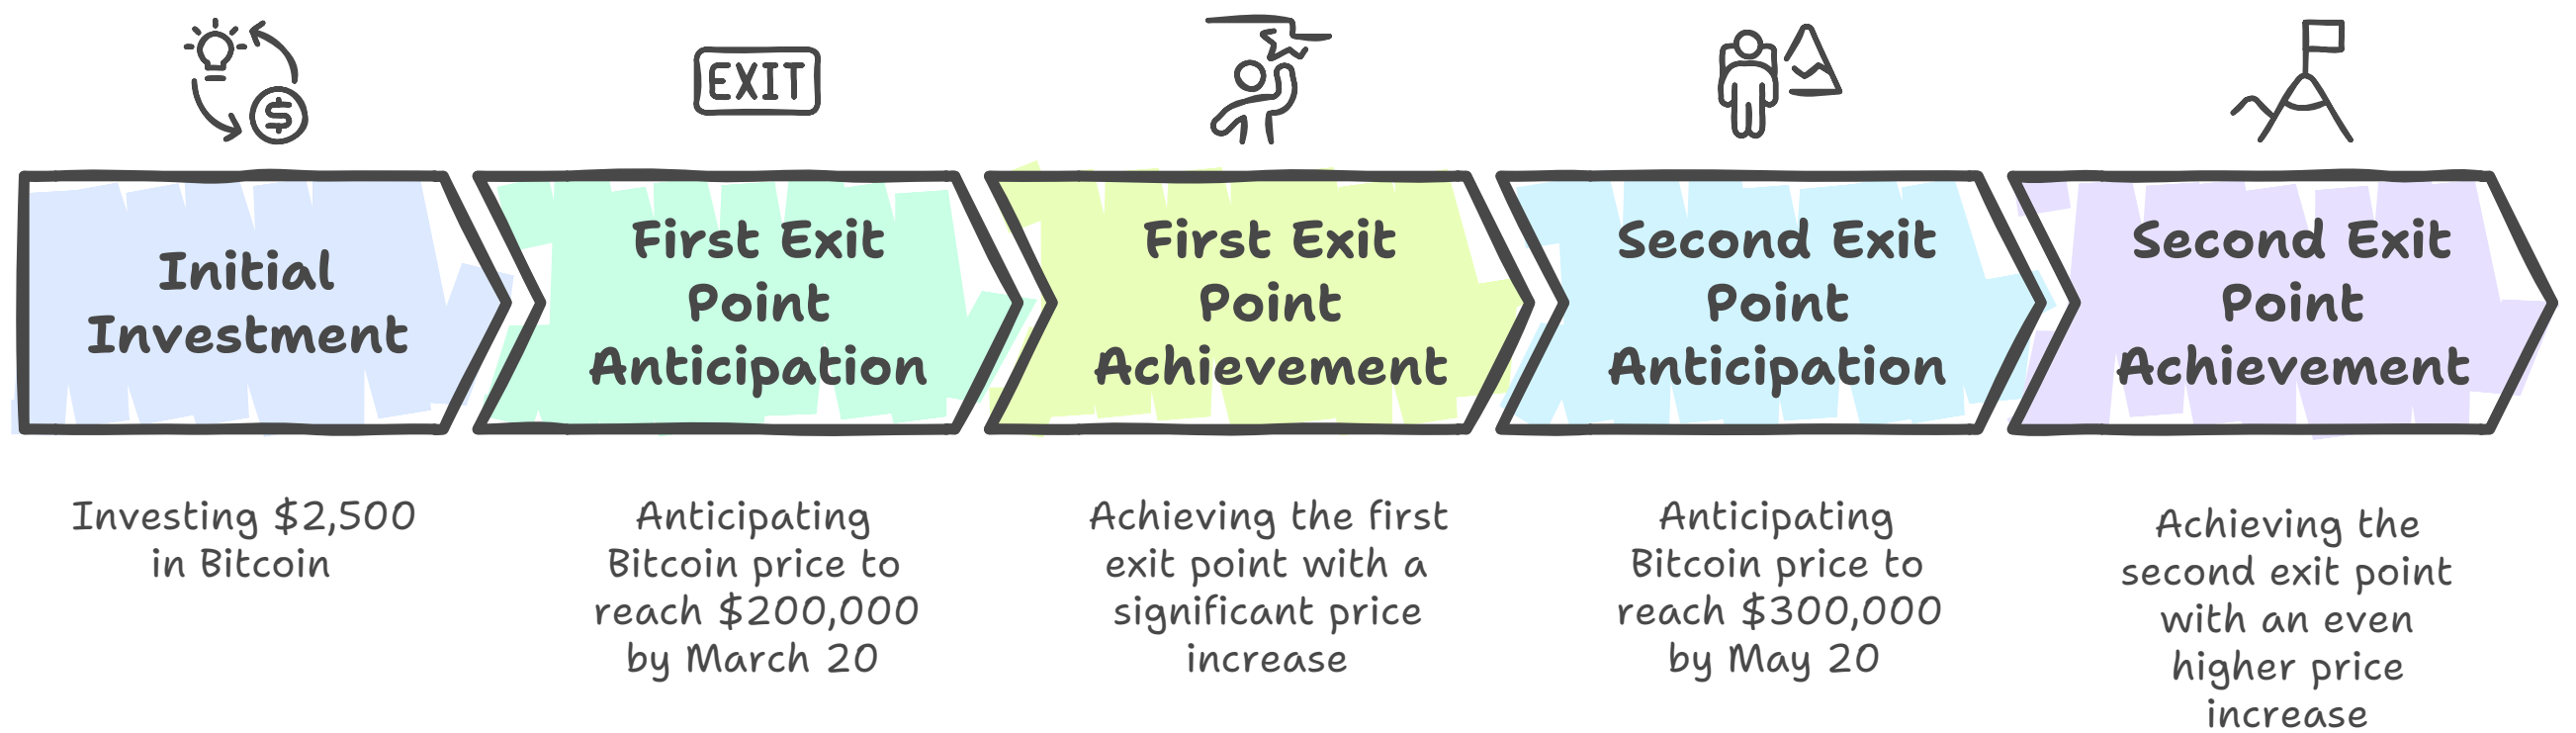 EXIT
Initial
Investment
First Exit
Point
Anticipation
First Exit
Point
Achievement
Second Exit
Point
Anticipation
Second Exit
Point
Achievement
Investing $2,500
in Bitcoin
Anticipating
Bitcoin price to
reach $200,000
by March 20
Achieving the first
exit point with a
significant price
increase
Anticipating
Bitcoin price to
reach $300,000
by May 20
Achieving the
second exit point
with an even
higher price
increase